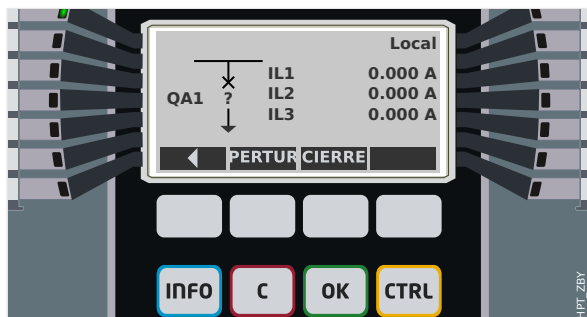 Local
IL1 0.000 A
QA1 ? IL2 0.000 A
IL3 0.000 A
PERTUR CIERRE
INFO C OK CTRL
HPT_ZBY